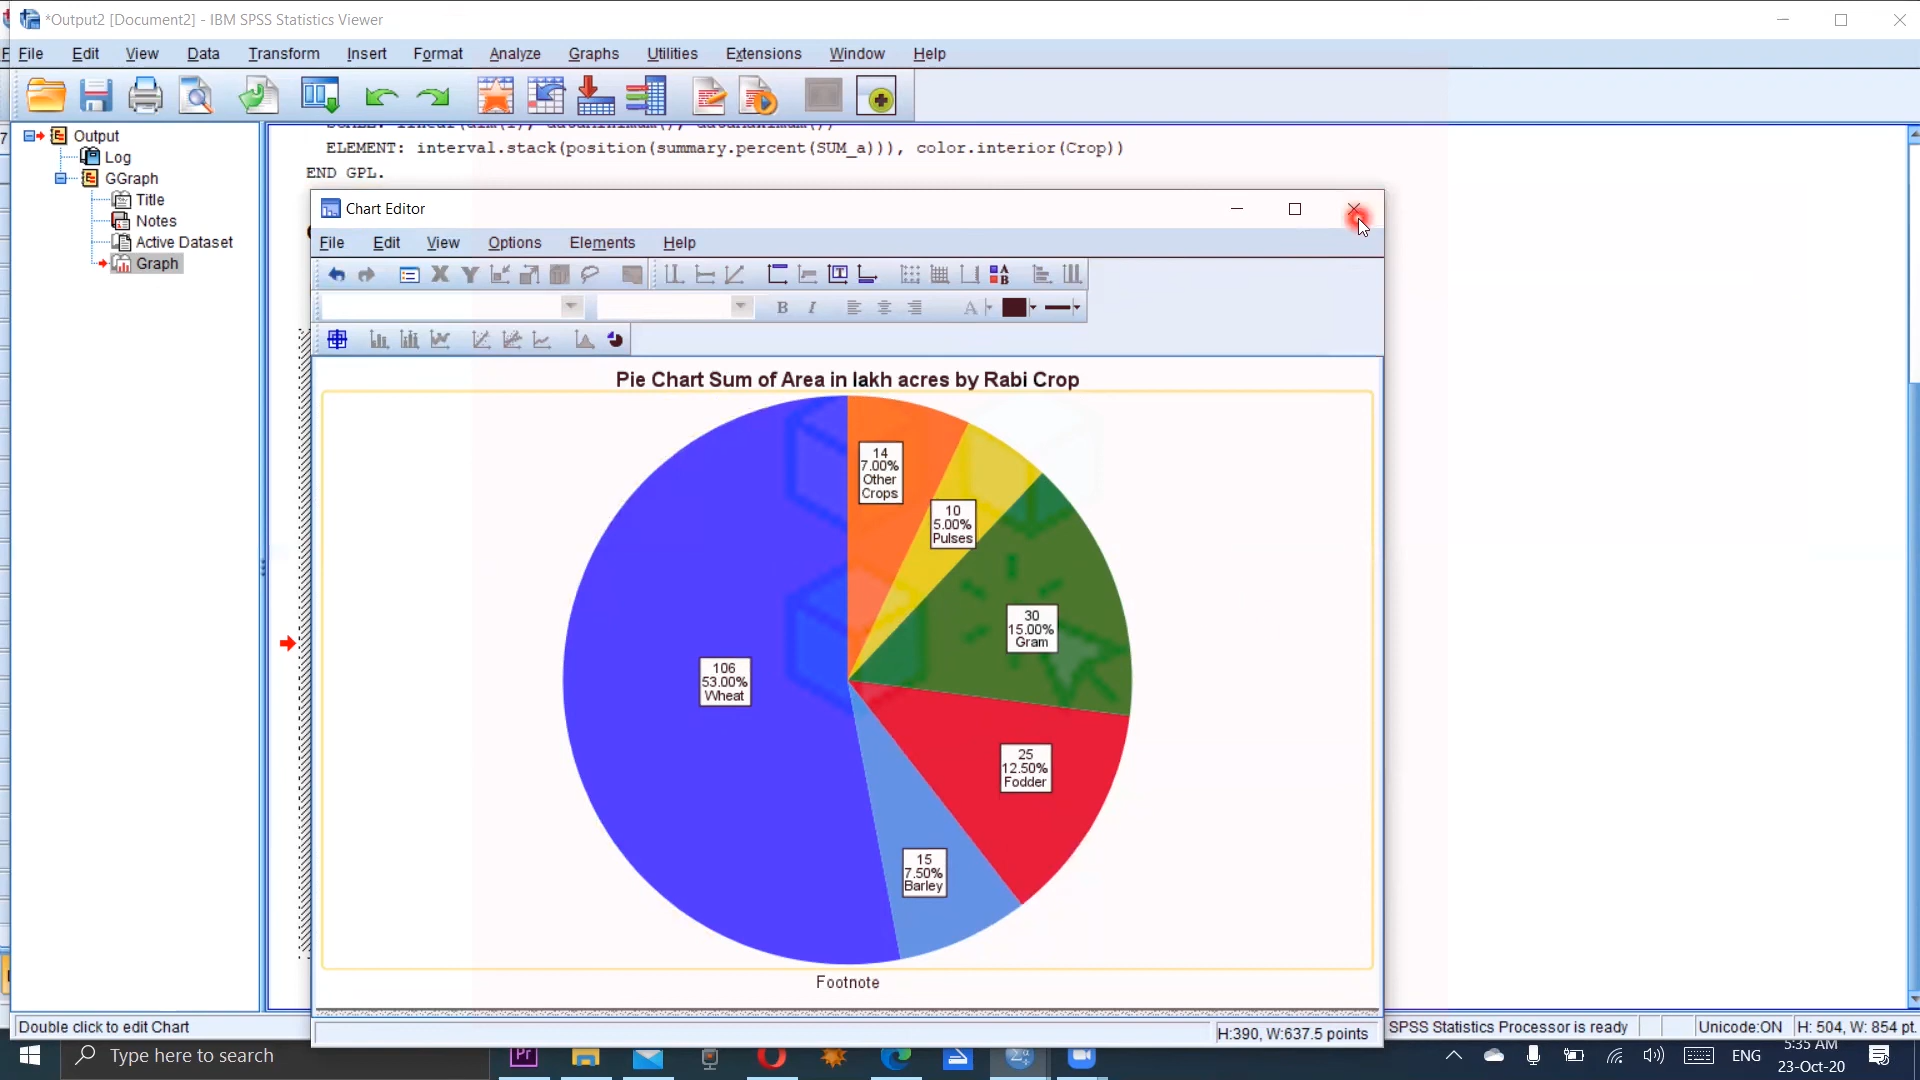 *Output2 [Document2] - IBM SPSS Statistics Viewer
File Edit View Data Transform Insert Format Analyze Graphs Utilities Extensions Window Help
Output
Log
GGraph
Title
Notes
Active Dataset
Graph
ELEMENT: interval.stack(position(summary.percent(SUM_a))), color.interior(Crop))
END GPL.
Chart Editor
File Edit View Options Elements Help
X Y
B I A
Pie Chart Sum of Area in lakh acres by Rabi Crop
14
7.00%
Other
Crops
10
5.00%
Pulses
30
15.00%
Gram
106
53.00%
Wheat
25
12.50%
Fodder
15
7.50%
Barley
Footnote
H:390, W:637.5 points
Double click to edit Chart
SPSS Statistics Processor is ready Unicode:ON H: 504, W: 854 pt.
Type here to search
Pr
ENG
5:35 AM
23-Oct-20